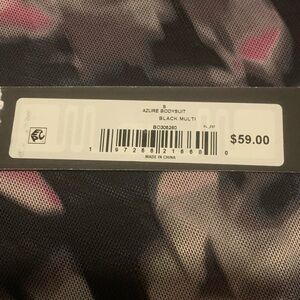 S
AZURE BODYSUIT
BLACK MULTI
BO306260
$59.00
1 97288 21668 0
MADE IN CHINA